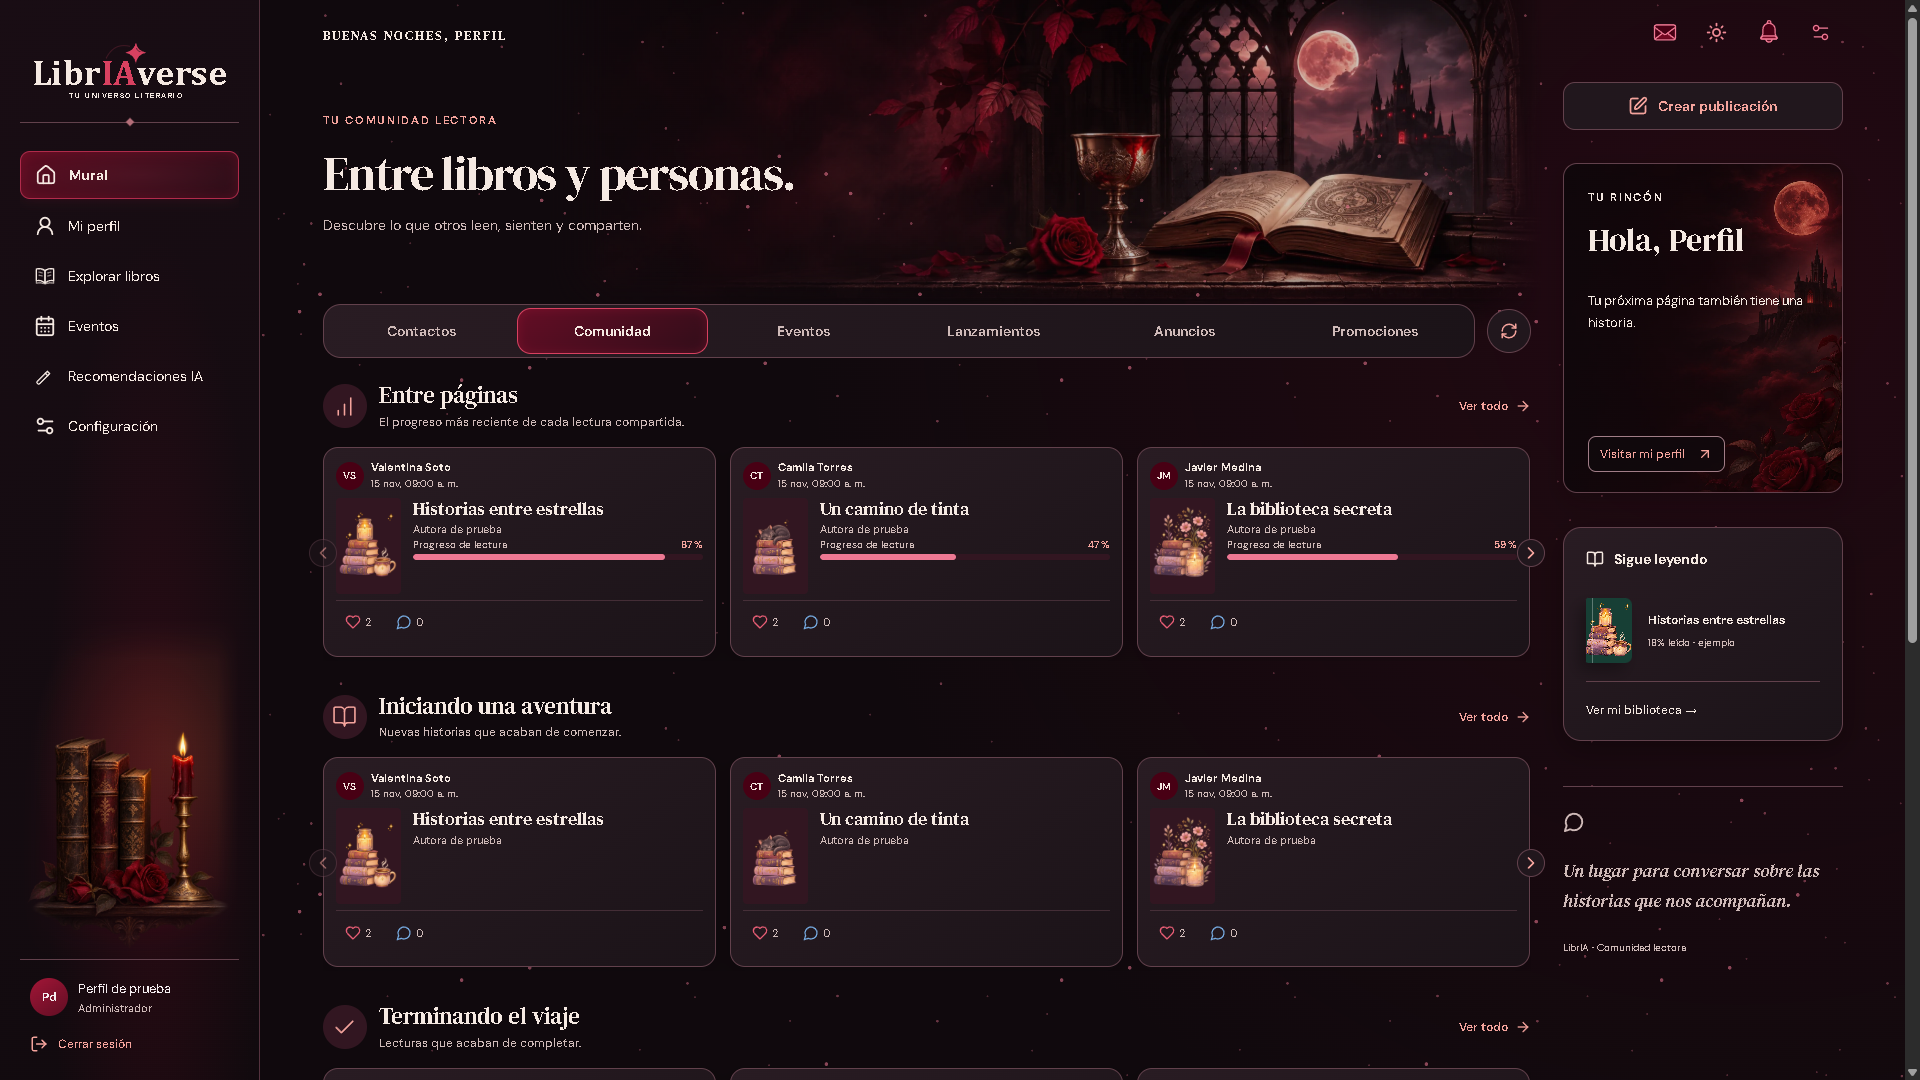 LibrIAverse
TU UNIVERSO LITERARIO
Mural
Mi perfil
Explorar libros
Eventos
Recomendaciones IA
Configuración
Pd
Perfil de prueba
Administrador
Cerrar sesión
BUENAS NOCHES, PERFIL
TU COMUNIDAD LECTORA
Entre libros y personas.
Descubre lo que otros leen, sienten y comparten.
Contactos
Comunidad
Eventos
Lanzamientos
Anuncios
Promociones
Entre páginas
El progreso más reciente de cada lectura compartida.
Ver todo
VS
Valentina Soto
15 nov, 09:00 a. m.
Historias entre estrellas
Autora de prueba
Progreso de lectura 87%
2 0
CT
Camila Torres
15 nov, 09:00 a. m.
Un camino de tinta
Autora de prueba
Progreso de lectura 47%
2 0
JM
Javier Medina
15 nov, 09:00 a. m.
La biblioteca secreta
Autora de prueba
Progreso de lectura 59%
2 0
Iniciando una aventura
Nuevas historias que acaban de comenzar.
Ver todo
VS
Valentina Soto
15 nov, 09:00 a. m.
Historias entre estrellas
Autora de prueba
2 0
CT
Camila Torres
15 nov, 09:00 a. m.
Un camino de tinta
Autora de prueba
2 0
JM
Javier Medina
15 nov, 09:00 a. m.
La biblioteca secreta
Autora de prueba
2 0
Terminando el viaje
Lecturas que acaban de completar.
Ver todo
Crear publicación
TU RINCÓN
Hola, Perfil
Tu próxima página también tiene una
historia.
Visitar mi perfil
Sigue leyendo
Historias entre estrellas
18% leído · ejemplo
Ver mi biblioteca →
Un lugar para conversar sobre las
historias que nos acompañan.
LibrIA · Comunidad lectora